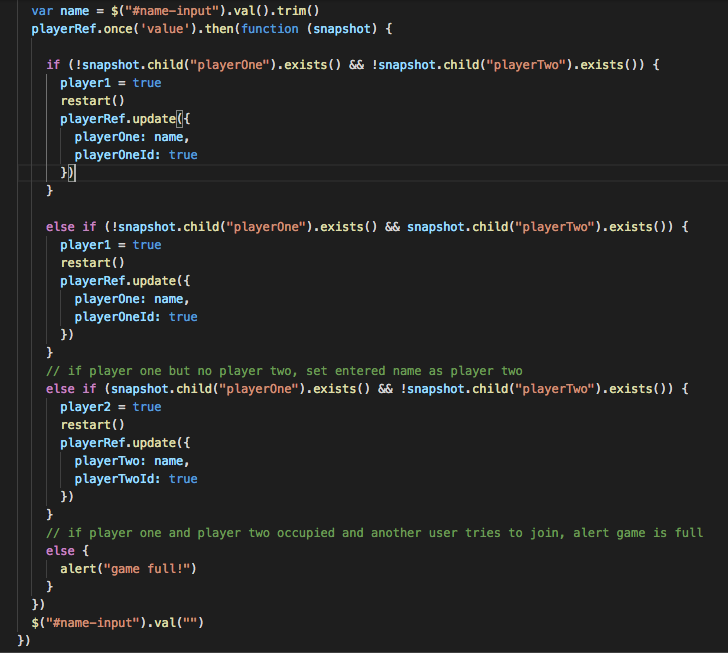 var name = $("#name-input").val().trim()
playerRef.once('value').then(function (snapshot) {
if (!snapshot.child("playerOne").exists() && !snapshot.child("playerTwo").exists()) {
player1 = true
restart()
playerRef.update({
playerOne: name,
playerOneId: true
})
}
else if (!snapshot.child("playerOne").exists() && snapshot.child("playerTwo").exists()) {
player1 = true
restart()
playerRef.update({
playerOne: name,
playerOneId: true
})
}
// if player one but no player two, set entered name as player two
else if (snapshot.child("playerOne").exists() && !snapshot.child("playerTwo").exists()) {
player2 = true
restart()
playerRef.update({
playerTwo: name,
playerTwoId: true
})
}
// if player one and player two occupied and another user tries to join, alert game is full
else {
alert("game full!")
}
})
$("#name-input").val("")
})